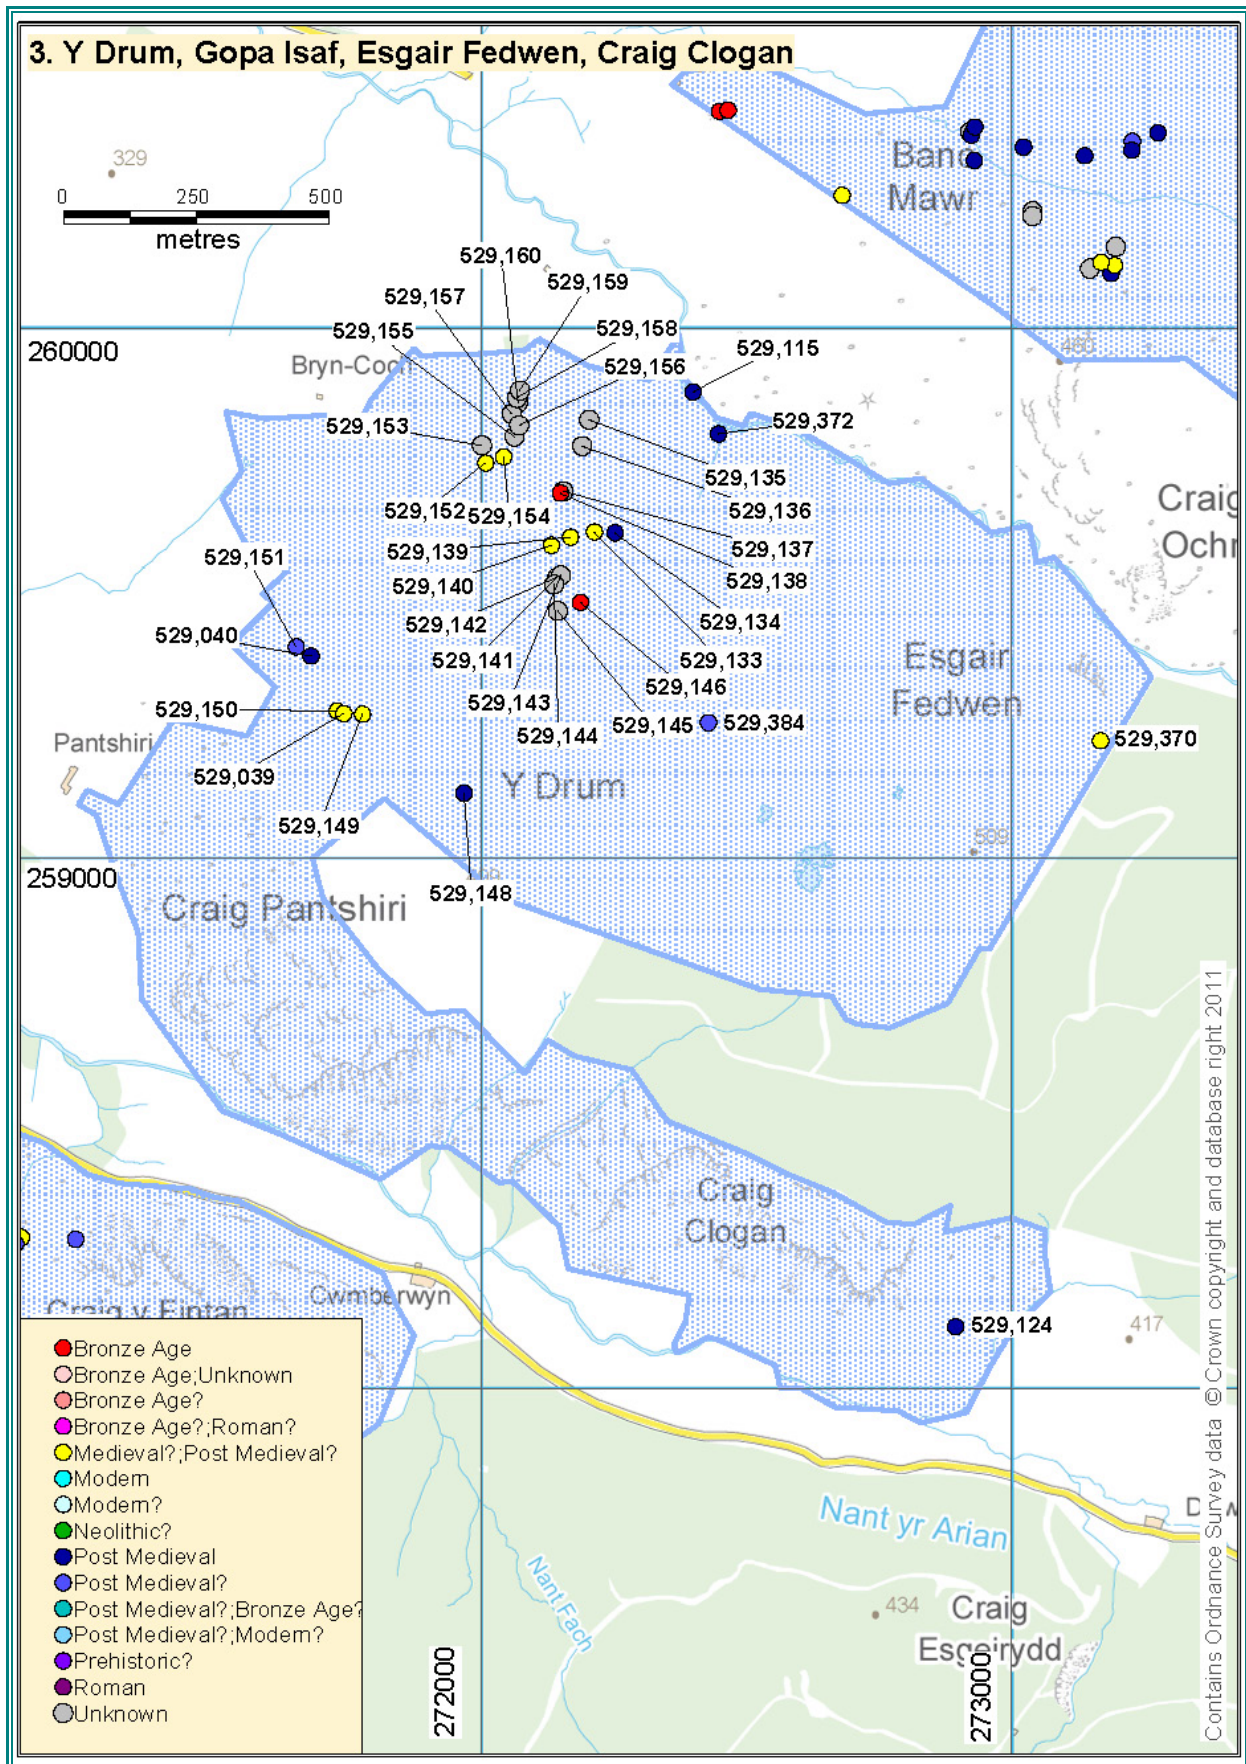 3. Y Drum, Gopa Isaf, Esgair Fedwen, Craig Clogan
329
0 250 500
metres
Banc
Mawr
529,160
529,159
529,157
529,155
529,158
529,156
529,115
260000
Bryn-Coch
460
529,153
529,372
529,135
529,136
529,152
529,154
Craig
Ochr
529,139
529,137
529,151
529,140
529,138
529,142
529,134
529,040
529,141
529,133
Esgair
Fedwen
529,146
529,143
529,150
529,144
529,145
529,384
529,370
Pantshiri
529,039
Y Drum
529,149
509
259000
529,148
Craig Pantshiri
Craig
Clogan
Cwmberwyn
Craig y Fintan
529,124
417
Bronze Age
Bronze Age;Unknown
Bronze Age?
Bronze Age?;Roman?
Medieval?;Post Medieval?
Modern
Modern?
Neolithic?
Post Medieval
Post Medieval?
Post Medieval?;Bronze Age?
Post Medieval?;Modern?
Prehistoric?
Roman
Unknown
Nant yr Arian
Nant Fach
434
Craig
Esgeirydd
272000
273000
Contains Ordnance Survey data © Crown copyright and database right 2011